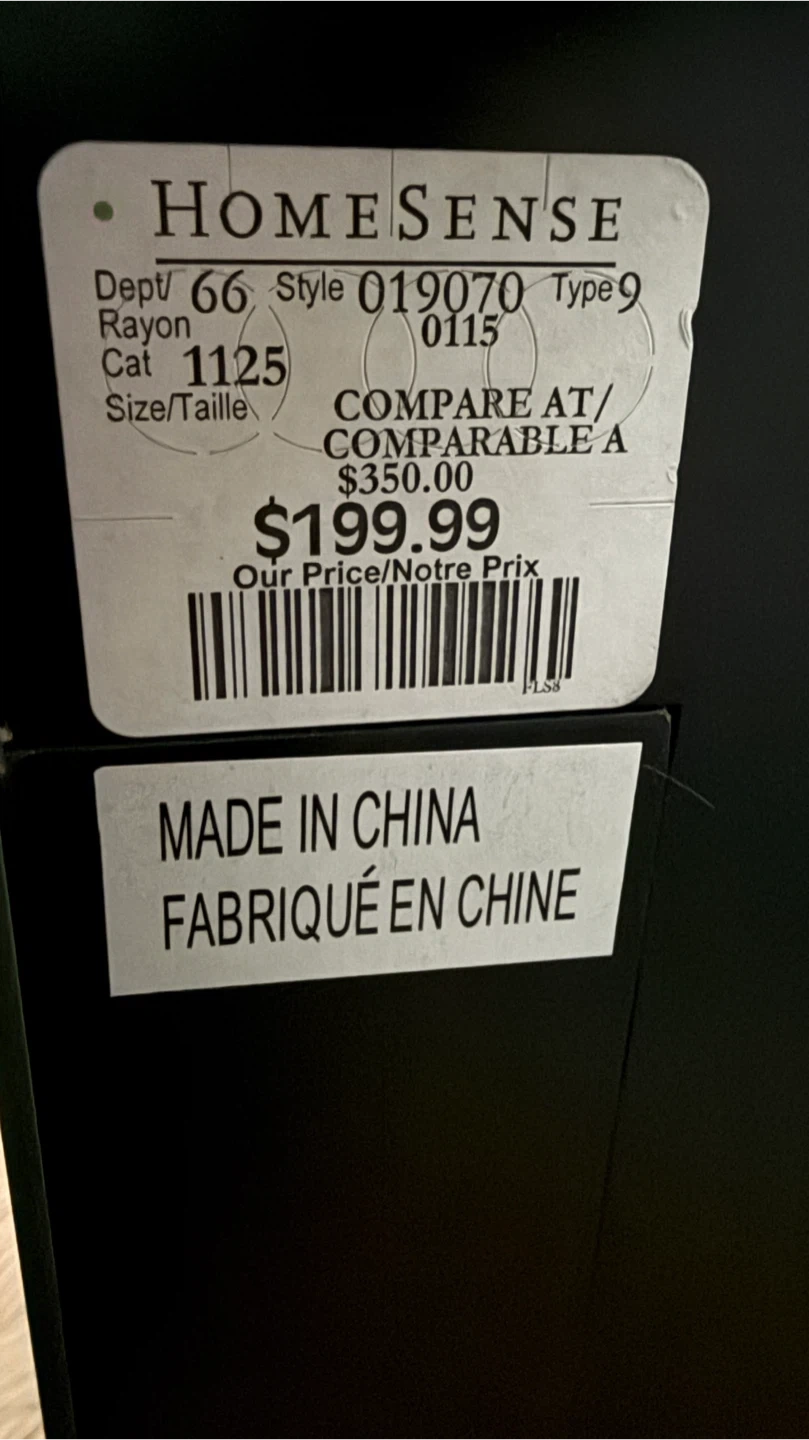 HOMESENSE
Dept/ 66 Style 019070 Type 9
Rayon 0115
Cat 1125
Size/Taille COMPARE AT/
COMPARABLE A
$350.00
$199.99
Our Price/Notre Prix
MADE IN CHINA
FABRIQUÉ EN CHINE